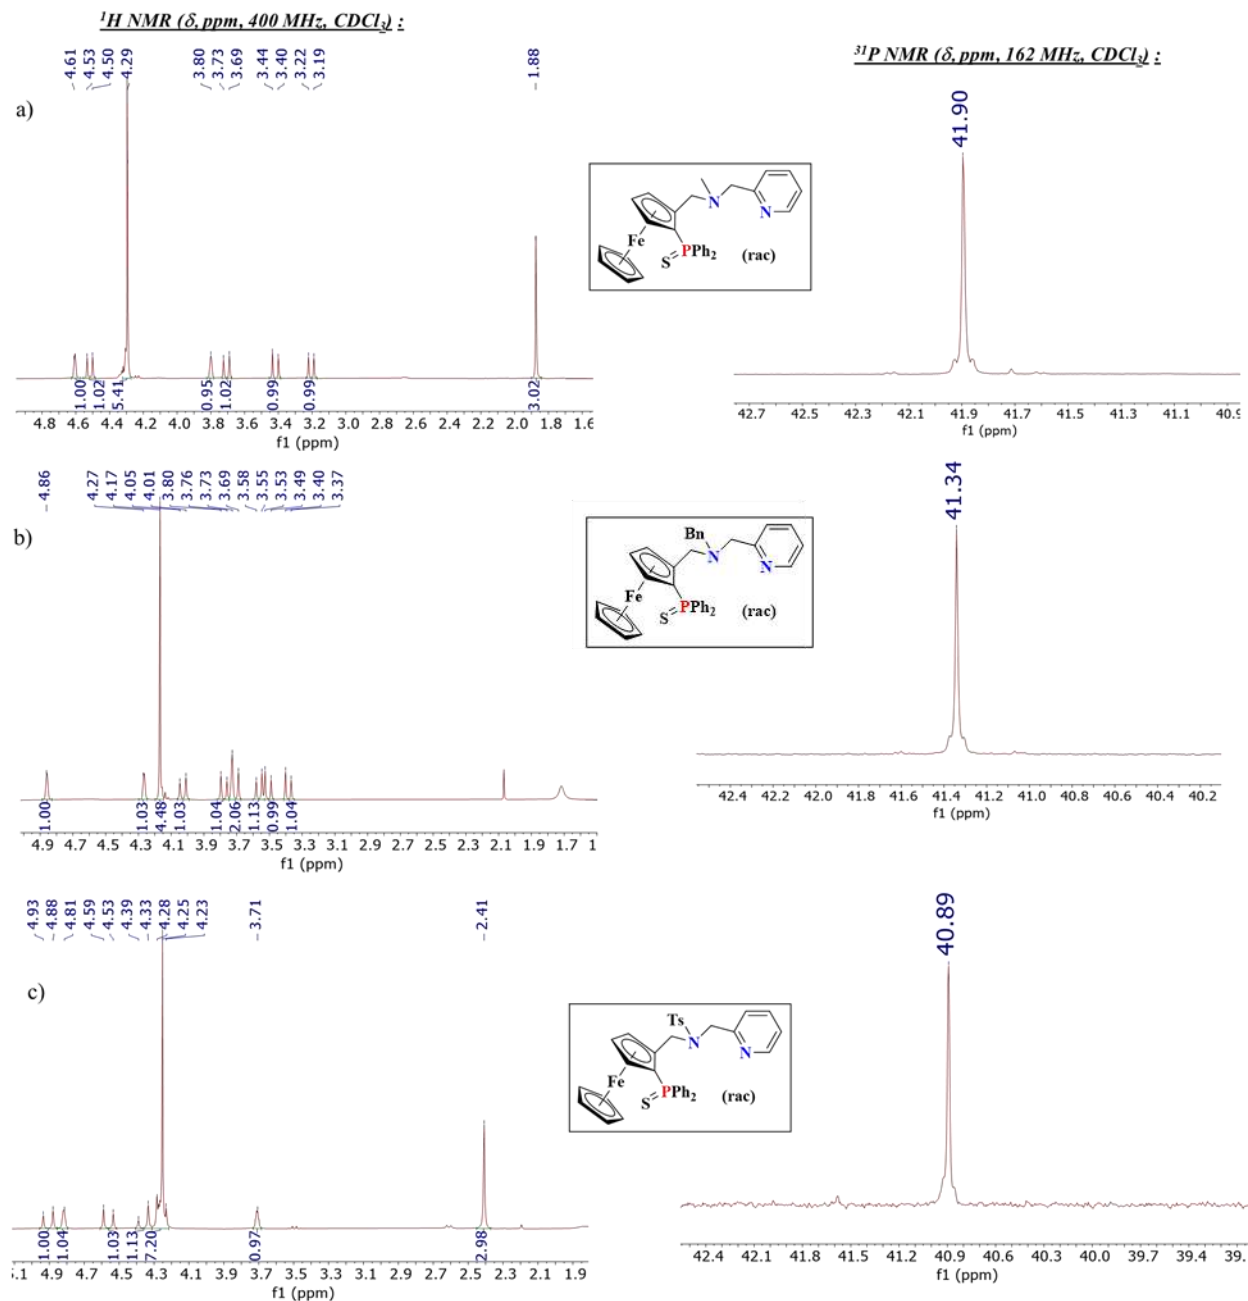 ¹H NMR (δ, ppm, 400 MHz, CDCl₃) :
³¹P NMR (δ, ppm, 162 MHz, CDCl₃) :
a)
4.61 4.53 4.50 4.29 3.80 3.73 3.69 3.44 3.40 3.22 3.19 1.88
1.00 1.02 5.41 0.95 1.02 0.99 0.99 3.02
4.8 4.6 4.4 4.2 4.0 3.8 3.6 3.4 3.2 3.0 2.8 2.6 2.4 2.2 2.0 1.8 1.6
f1 (ppm)
N
N
Fe
S PPh₂ (rac)
41.90
42.7 42.5 42.3 42.1 41.9 41.7 41.5 41.3 41.1 40.9
f1 (ppm)
b)
4.86 4.27 4.17 4.05 4.01 3.80 3.76 3.73 3.69 3.58 3.55 3.53 3.49 3.40 3.37
1.00 1.03 4.48 1.03 1.04 2.06 1.13 0.99 1.04
4.9 4.7 4.5 4.3 4.1 3.9 3.7 3.5 3.3 3.1 2.9 2.7 2.5 2.3 2.1 1.9 1.7 1
f1 (ppm)
Bn
N
N
Fe
S PPh₂ (rac)
41.34
42.4 42.2 42.0 41.8 41.6 41.4 41.2 41.0 40.8 40.6 40.4 40.2
f1 (ppm)
c)
4.93 4.88 4.81 4.59 4.53 4.39 4.33 4.28 4.25 4.23 3.71 2.41
1.00 1.04 1.03 1.13 7.20 0.97 2.98
5.1 4.9 4.7 4.5 4.3 4.1 3.9 3.7 3.5 3.3 3.1 2.9 2.7 2.5 2.3 2.1 1.9
f1 (ppm)
Ts
N
N
Fe
S PPh₂ (rac)
40.89
42.4 42.1 41.8 41.5 41.2 40.9 40.6 40.3 40.0 39.7 39.4 39.
f1 (ppm)